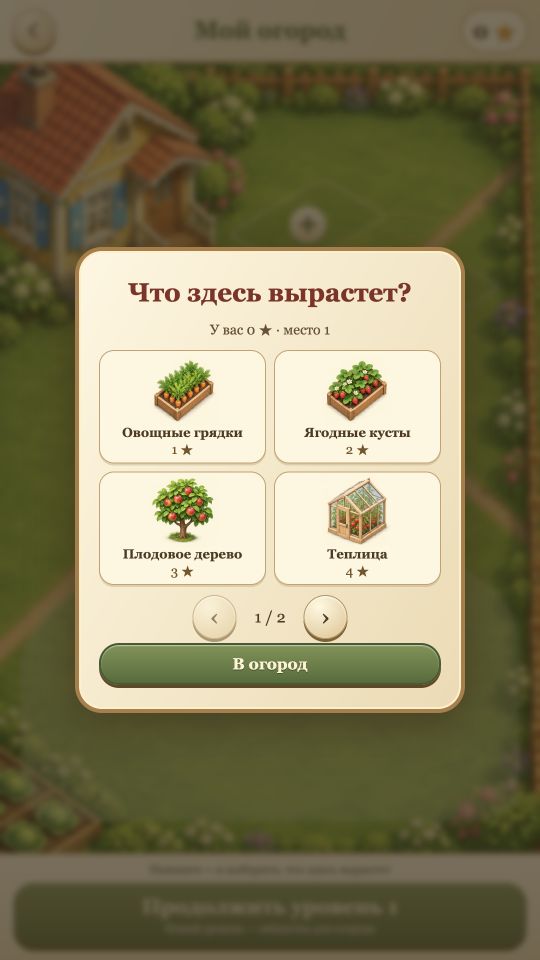 Мой огород
0
Что здесь вырастет?
У вас 0 ★ · место 1
Овощные грядки
1 ★
Ягодные кусты
2 ★
Плодовое дерево
3 ★
Теплица
4 ★
‹ 1 / 2 ›
В огород
Продолжить уровень 1